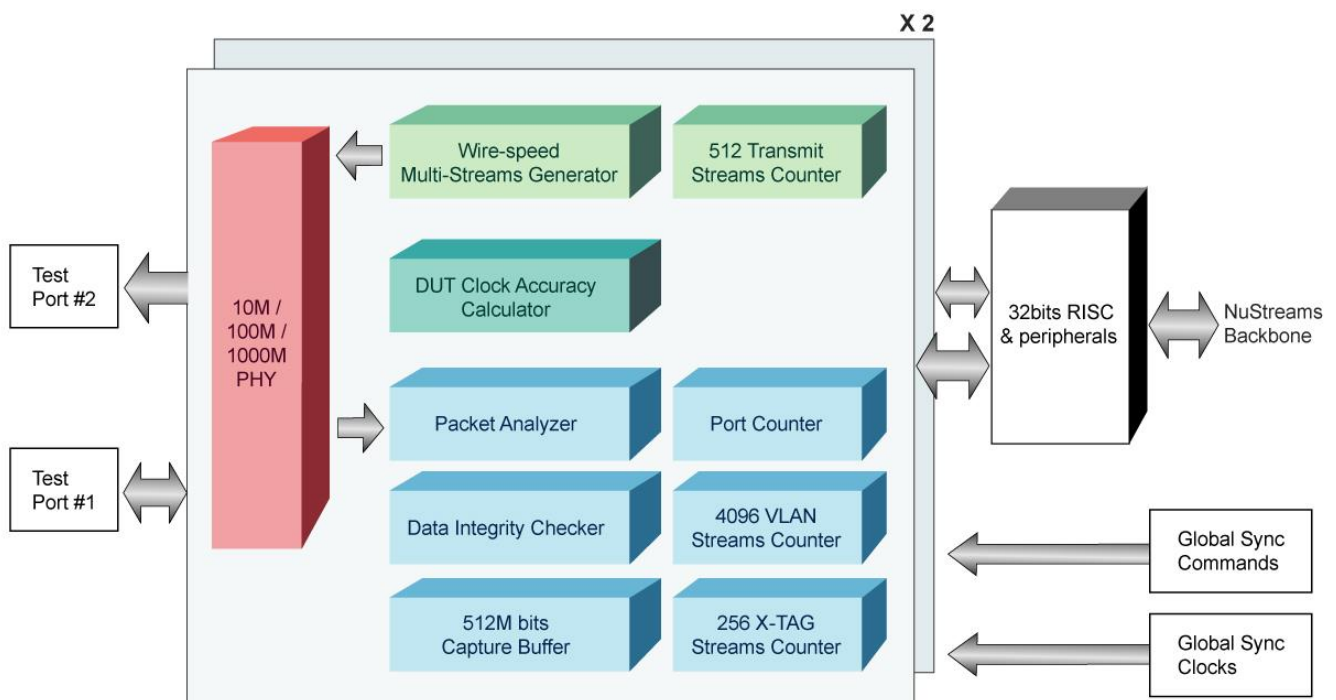 X 2
Wire-speed
Multi-Streams Generator
512 Transmit
Streams Counter
Test
Port #2
10M /
100M /
1000M
PHY
DUT Clock Accuracy
Calculator
32bits RISC
& peripherals
NuStreams
Backbone
Packet Analyzer
Port Counter
Test
Port #1
Data Integrity Checker
4096 VLAN
Streams Counter
Global Sync
Commands
512M bits
Capture Buffer
256 X-TAG
Streams Counter
Global Sync
Clocks